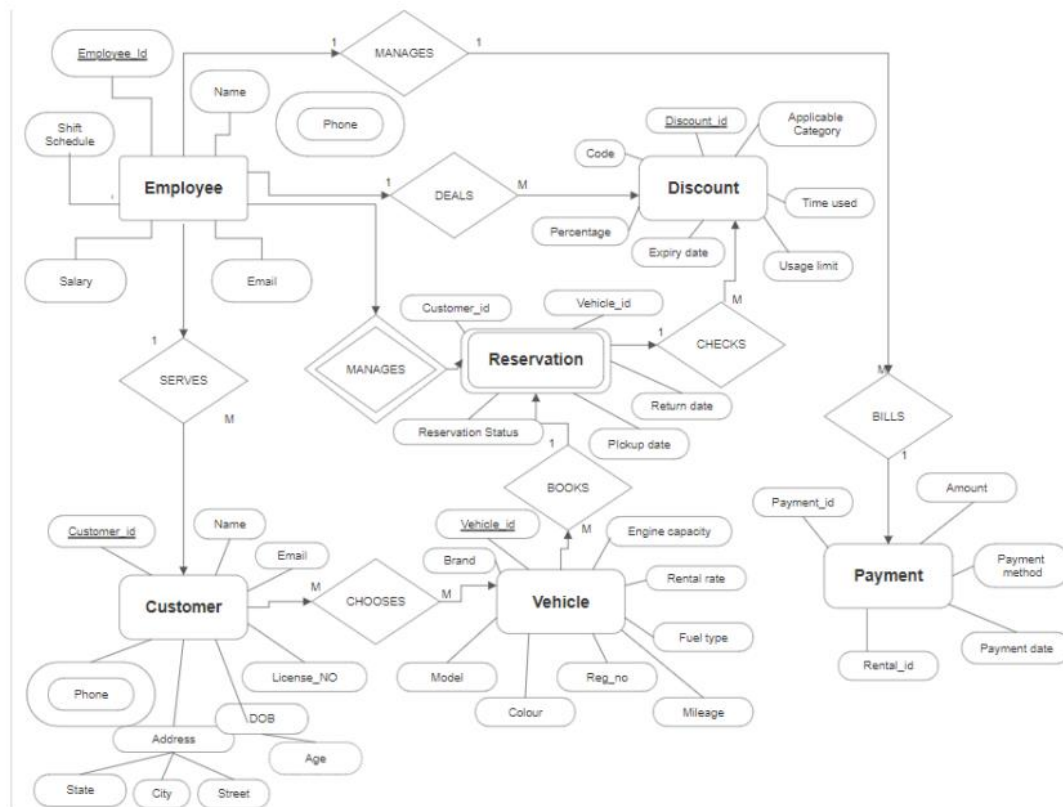 MANAGES
1
1
Employee_Id
Name
Phone
Shift
Schedule
Employee
Salary
Email
1
DEALS
M
Discount_id
Applicable
Category
Code
Discount
Time used
Percentage
Expiry date
Usage limit
Customer_id
Vehicle_id
MANAGES
Reservation
1
CHECKS
M
Return date
Reservation Status
PIckup date
1
SERVES
M
M
BILLS
1
1
BOOKS
M
Customer_id
Name
Email
Customer
M
CHOOSES
M
Vehicle_id
Engine capacity
Brand
Rental rate
Vehicle
Fuel type
Model
Reg_no
Colour
Mileage
Payment_id
Amount
Payment
Payment
method
Payment date
Rental_id
License_NO
Phone
DOB
Address
Age
State
City
Street